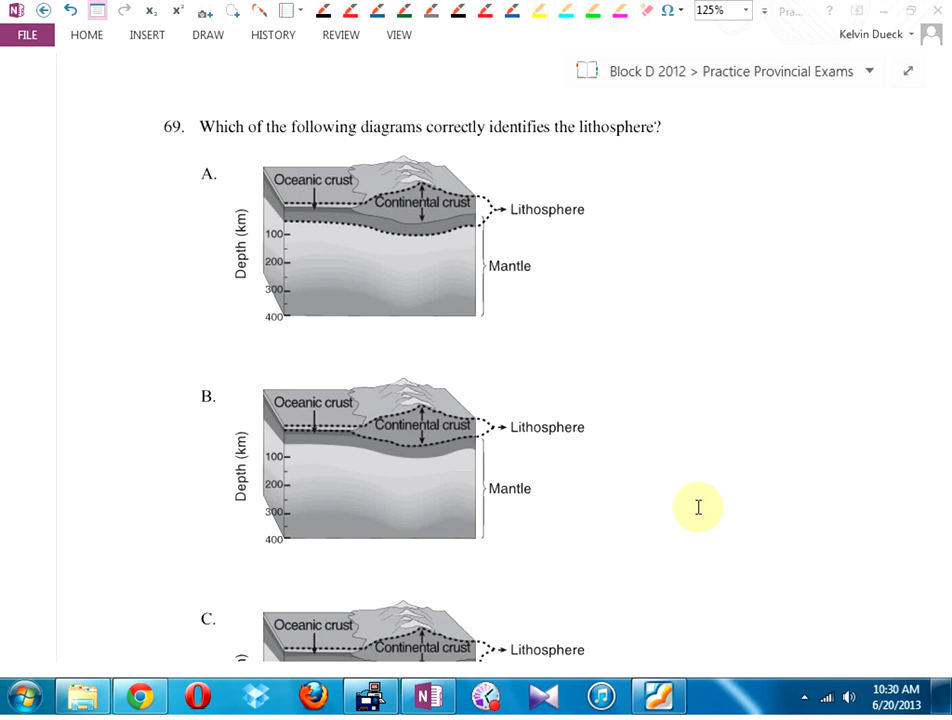 125%
Pra...
FILE HOME INSERT DRAW HISTORY REVIEW VIEW
Kelvin Dueck
Block D 2012 > Practice Provincial Exams
69. Which of the following diagrams correctly identifies the lithosphere?
A.
Oceanic crust
Continental crust
Lithosphere
Depth (km)
100
200
300
400
Mantle
B.
Oceanic crust
Continental crust
Lithosphere
Depth (km)
100
200
300
400
Mantle
C.
Oceanic crust
Continental crust
Lithosphere
10:30 AM
6/20/2013